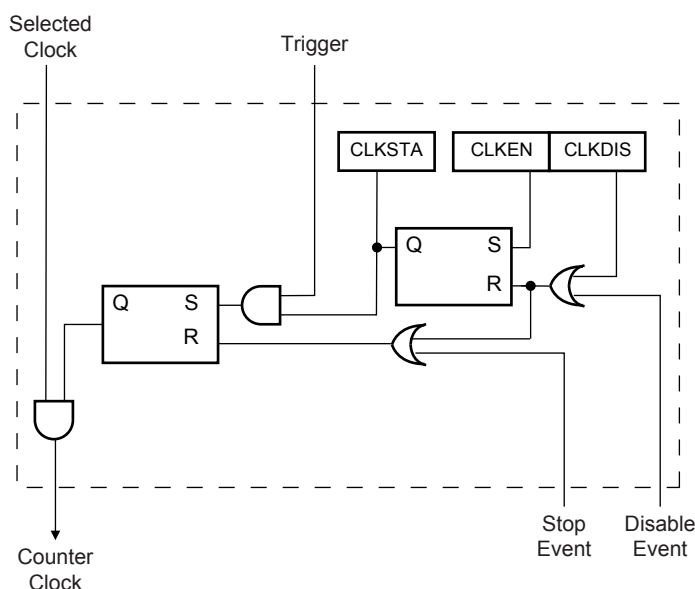 Selected
Clock
Trigger
CLKSTA
CLKEN
CLKDIS
Q
S
R
Q
S
R
Counter
Clock
Stop
Event
Disable
Event